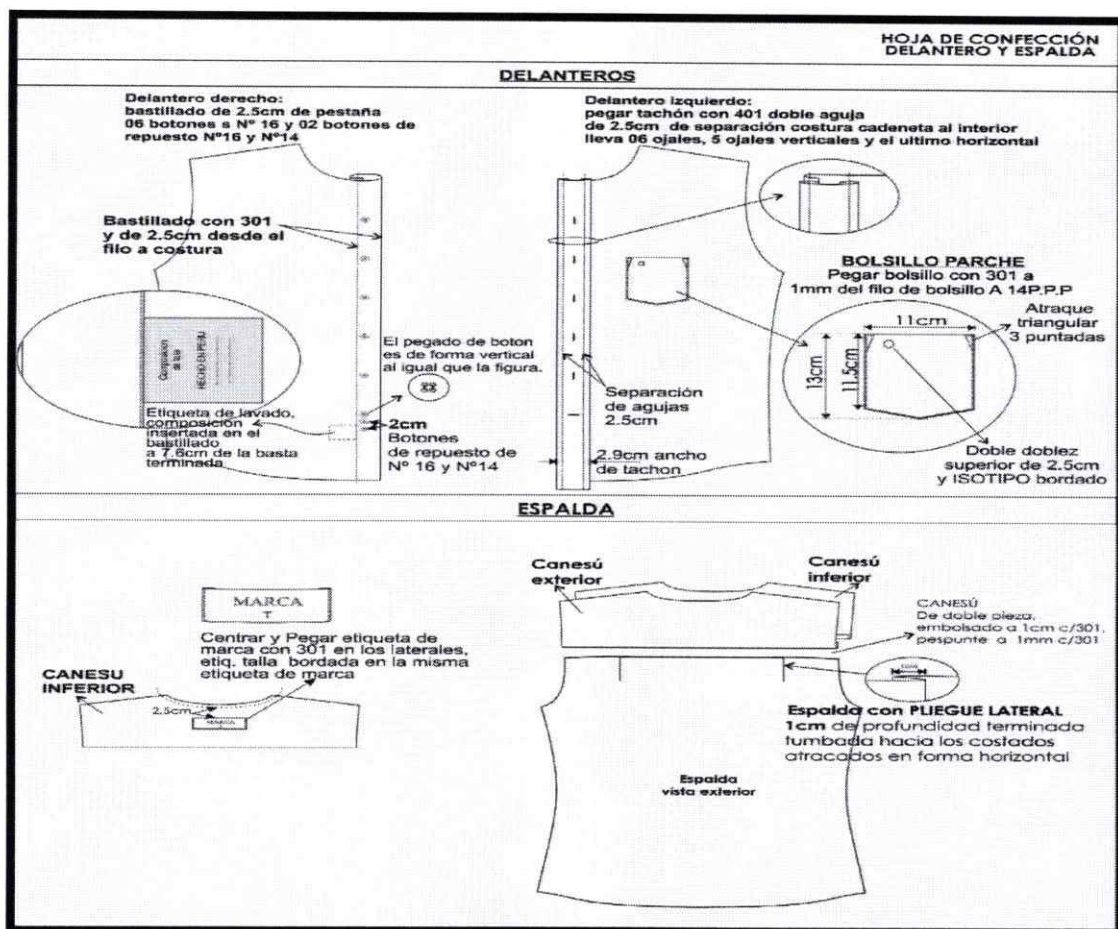 HOJA DE CONFECCIÓN
DELANTERO Y ESPALDA
DELANTEROS
Delantero derecho:
bastillado de 2.5cm de pestaña
06 botones a Nº 16 y 02 botones de
repuesto Nº16 y Nº14
Delantero izquierdo:
pegar tachón con 401 doble aguja
de 2.5cm de separación costura cadeneta al interior
lleva 06 ojales, 5 ojales verticales y el ultimo horizontal
Bastillado con 301
y de 2.5cm desde el
filo a costura
BOLSILLO PARCHE
Pegar bolsillo con 301 a
1mm del filo de bolsillo A 14P.P.P
11cm
Atraque
triangular
3 puntadas
13cm
11.5cm
Composicion
de tela
HECHO EN PERU
El pegado de boton
es de forma vertical
al igual que la figura.
Etiqueta de lavado,
composición
insertada en el
bastillado
a 7.6cm de la basta
terminada
2cm
Botones
de repuesto de
Nº 16 y Nº14
Separación
de agujas
2.5cm
2.9cm ancho
de tachon
Doble doblez
superior de 2.5cm
y ISOTIPO bordado
ESPALDA
MARCA
T
Centrar y Pegar etiqueta de
marca con 301 en los laterales,
etiq. talla bordada en la misma
etiqueta de marca
CANESU
INFERIOR
2.5cm
MARCA
Canesú
exterior
Canesú
inferior
CANESÚ
De doble pieza,
embolsado a 1cm c/301,
pespunte a 1mm c/301
Espalda con PLIEGUE LATERAL
1cm de profundidad terminada
tumbada hacia los costados
atracados en forma horizontal
Espalda
vista exterior